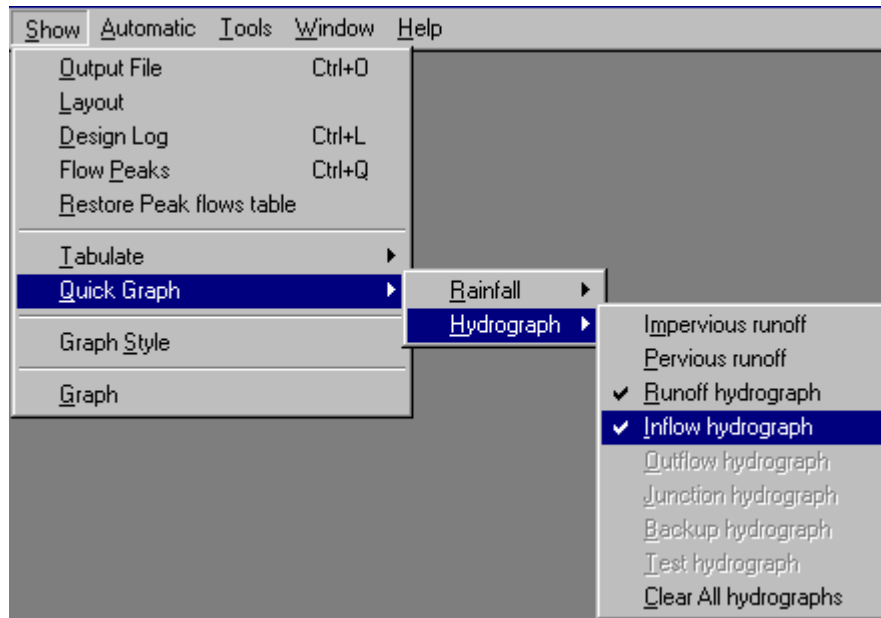 Show Automatic Tools Window Help
Output File Ctrl+O
Layout
Design Log Ctrl+L
Flow Peaks Ctrl+Q
Restore Peak flows table
Tabulate
Quick Graph
Graph Style
Graph
Rainfall
Hydrograph
Impervious runoff
Pervious runoff
Runoff hydrograph
Inflow hydrograph
Outflow hydrograph
Junction hydrograph
Backup hydrograph
Test hydrograph
Clear All hydrographs